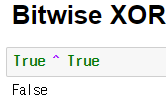 Bitwise XOR
True ^ True
False